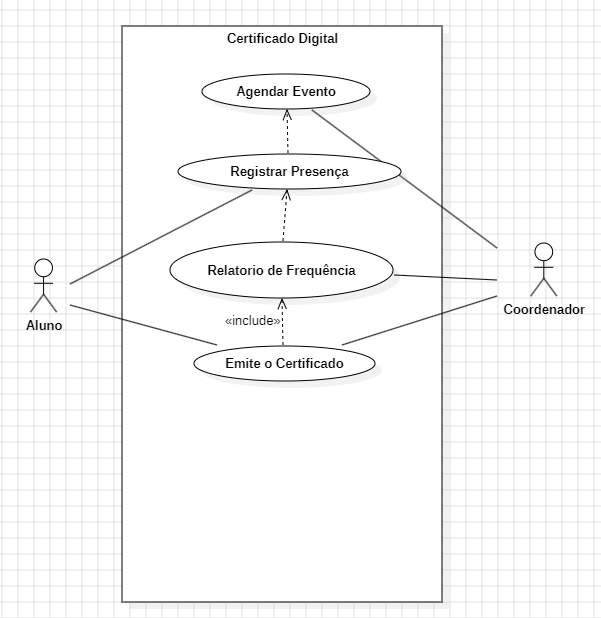 Certificado Digital
Agendar Evento
Registrar Presença
Relatorio de Frequência
Aluno
Coordenador
«include»
Emite o Certificado